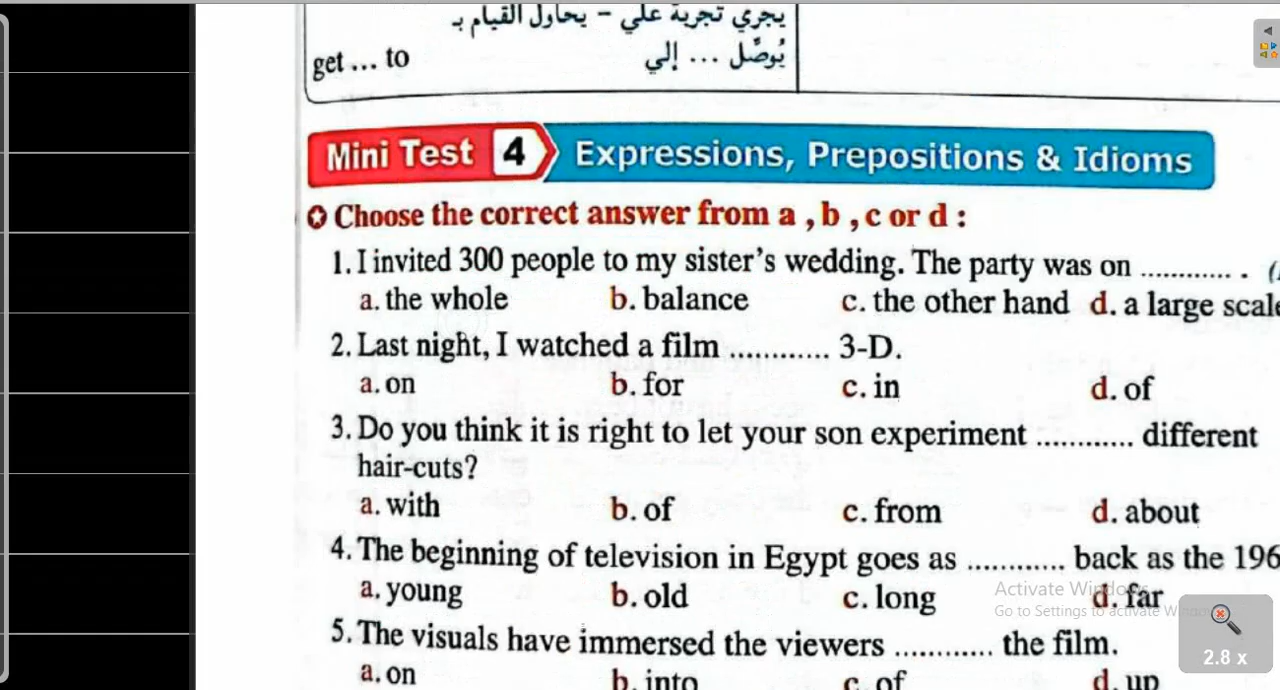 يجري تجربة علي – يحاول القيام بـ
get ... to يُوصَّل ... إلي
Mini Test 4 Expressions, Prepositions & Idioms
Choose the correct answer from a , b , c or d :
1. I invited 300 people to my sister's wedding. The party was on ............ .
a. the whole b. balance c. the other hand d. a large scale
2. Last night, I watched a film ............ 3-D.
a. on b. for c. in d. of
3. Do you think it is right to let your son experiment ............ different
hair-cuts?
a. with b. of c. from d. about
4. The beginning of television in Egypt goes as ............ back as the 196
a. young b. old c. long d. far
Activate Windows
Go to Settings to activate
5. The visuals have immersed the viewers ............ the film.
a. on b. into c. of d. up
2.8 x